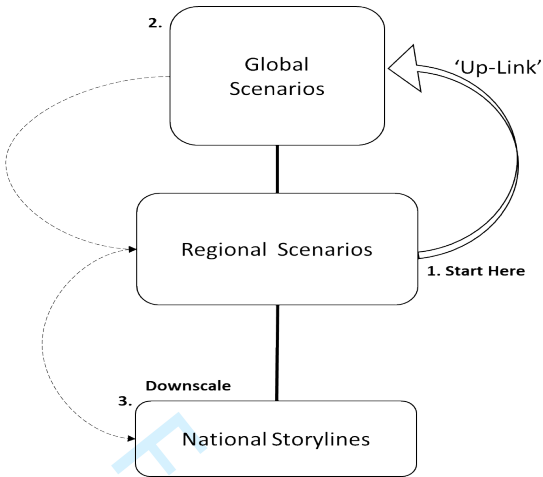 2.
Global
Scenarios
‘Up-Link’
Regional Scenarios
1. Start Here
Downscale
3.
National Storylines
F